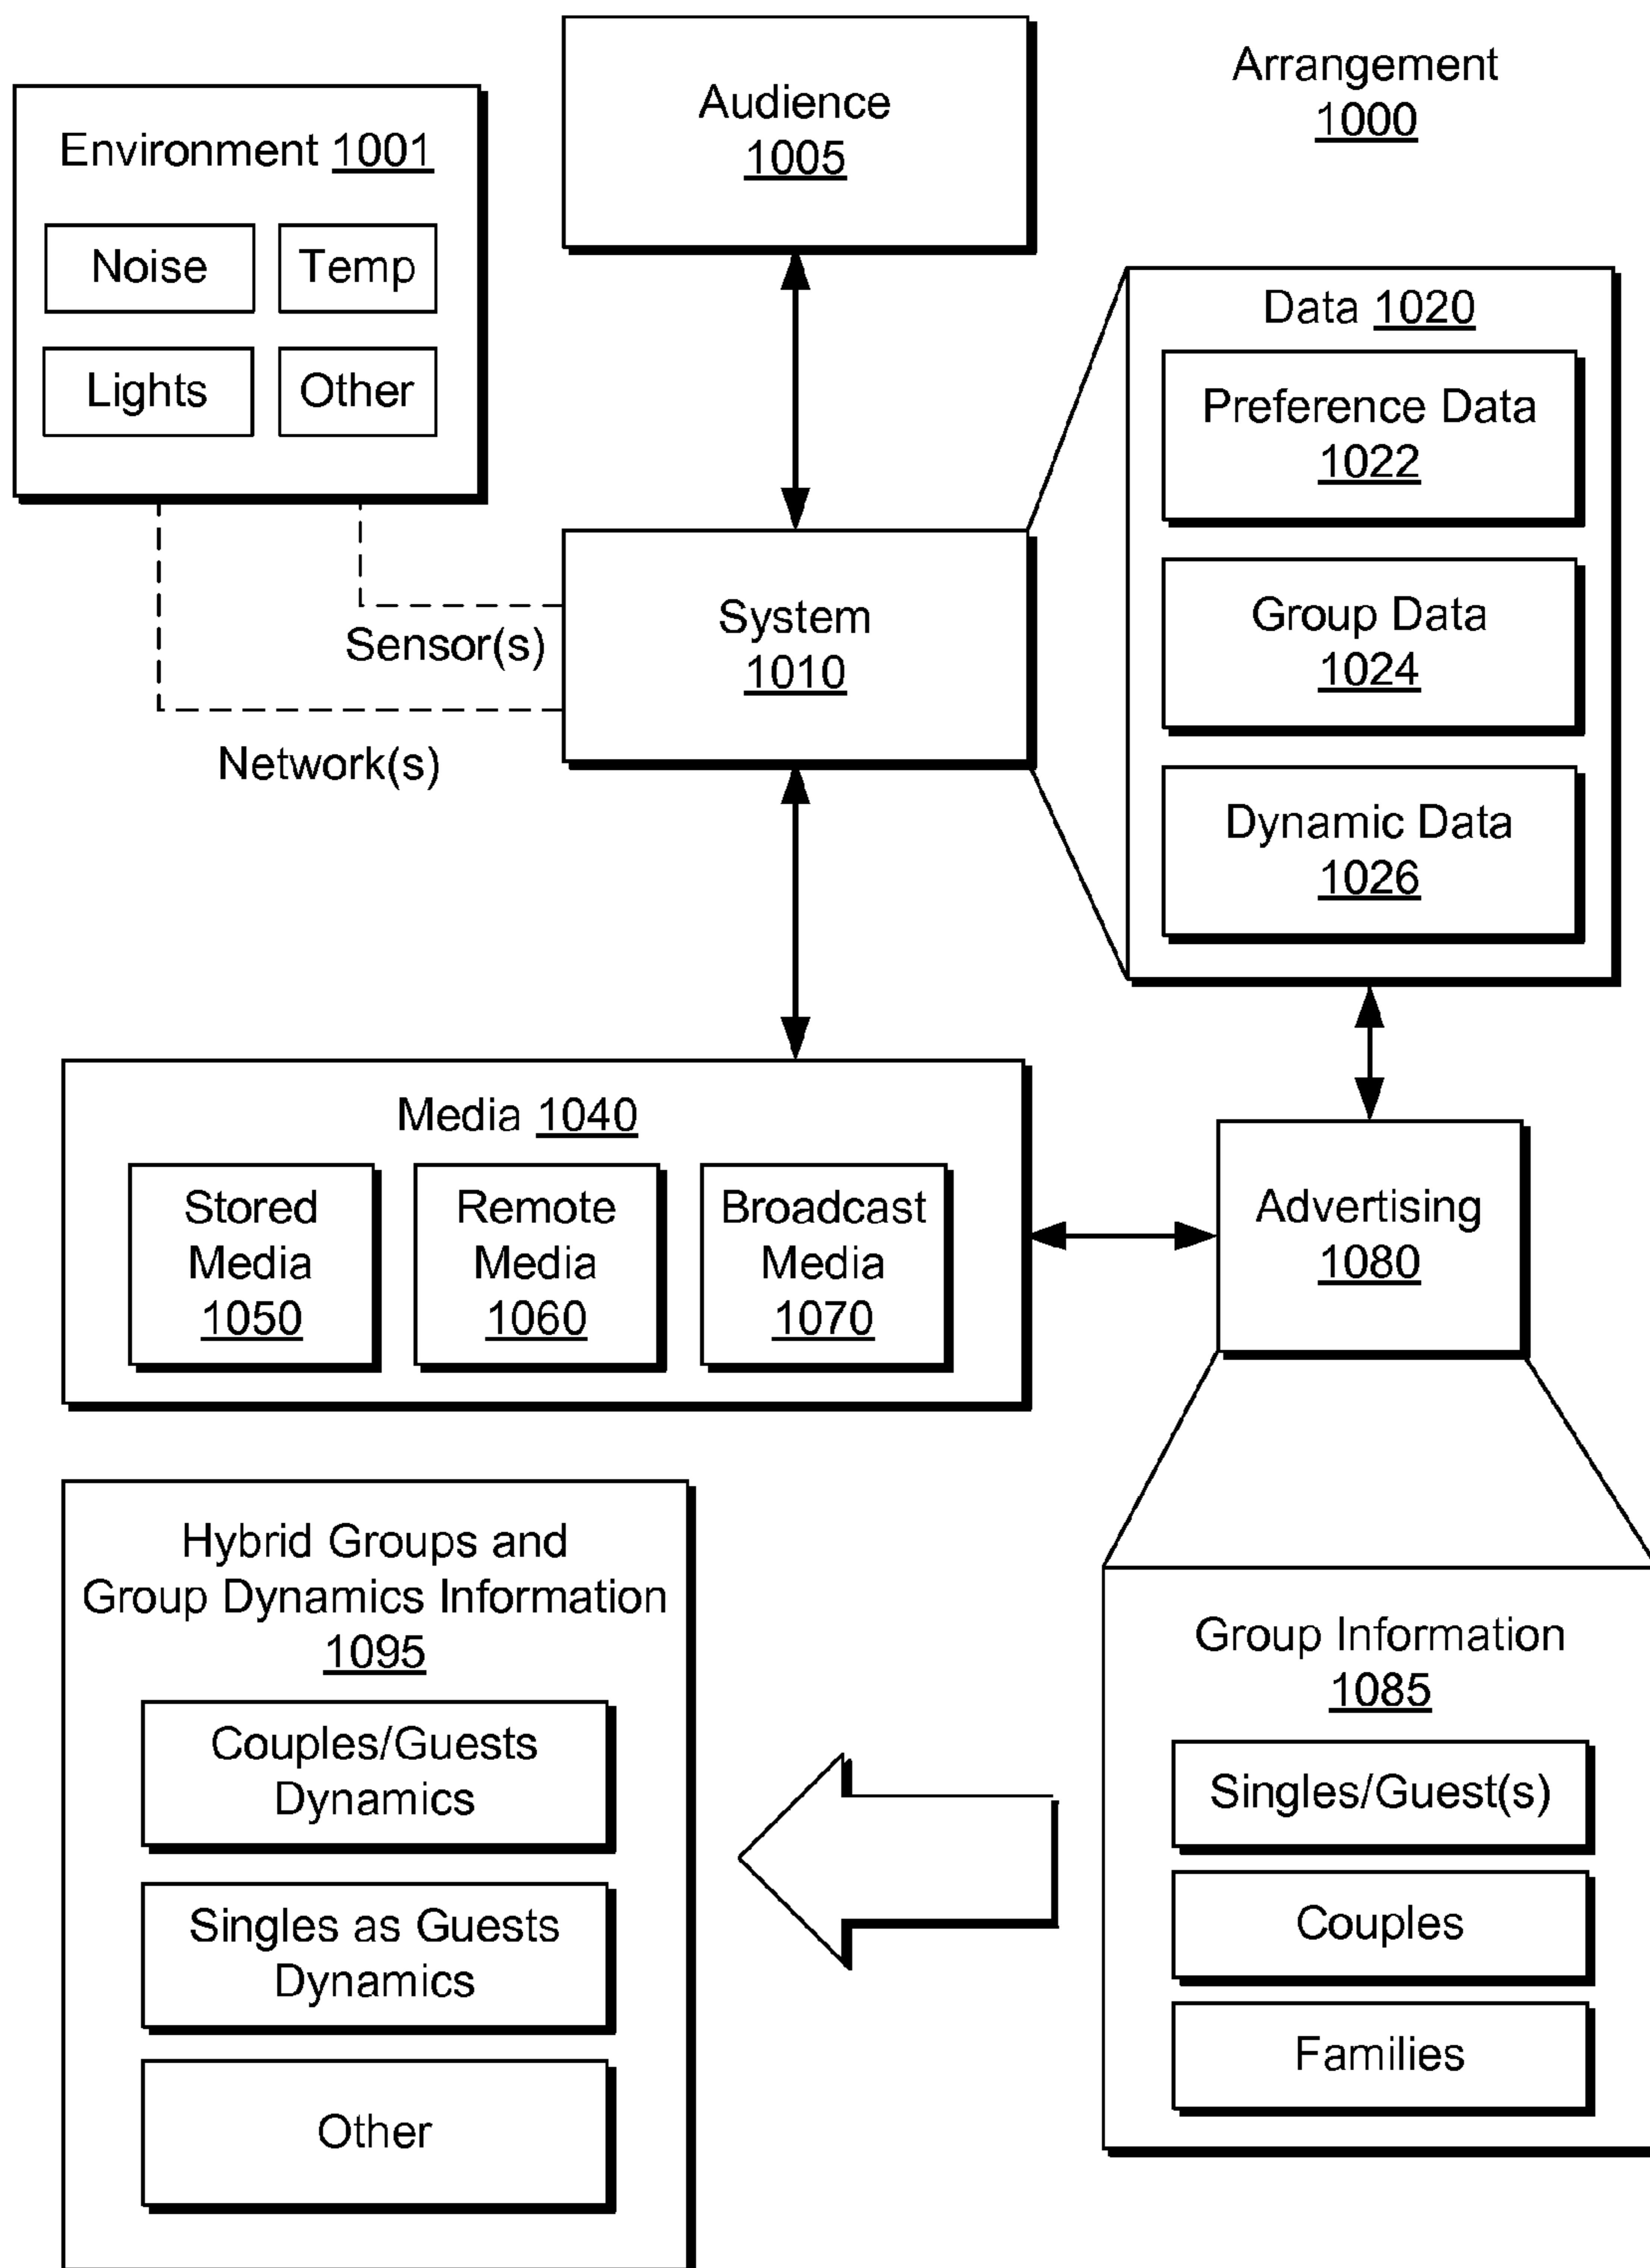 Arrangement
1000
Audience
1005
Environment 1001
Noise
Temp
Lights
Other
Data 1020
Preference Data
1022
Group Data
1024
Dynamic Data
1026
System
1010
Sensor(s)
Network(s)
Media 1040
Stored
Media
1050
Remote
Media
1060
Broadcast
Media
1070
Advertising
1080
Hybrid Groups and
Group Dynamics Information
1095
Couples/Guests
Dynamics
Singles as Guests
Dynamics
Other
Group Information
1085
Singles/Guest(s)
Couples
Families